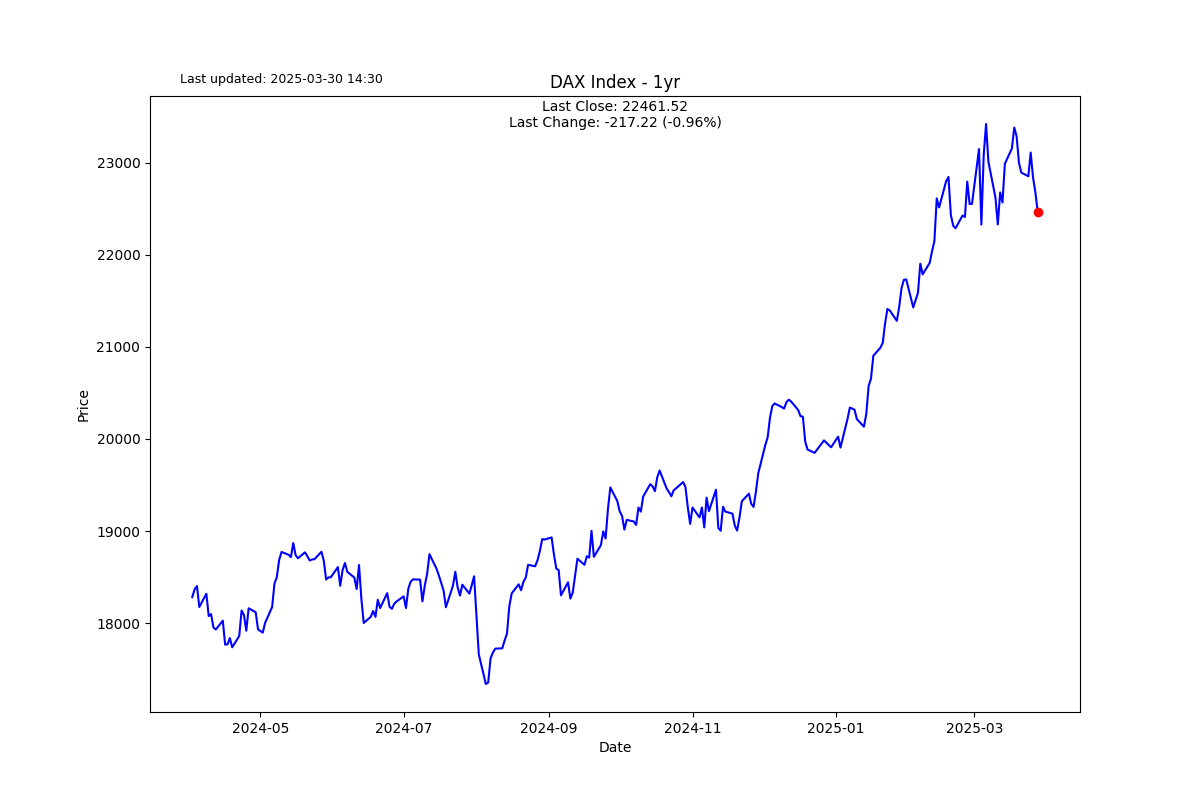 Last updated: 2025-03-30 14:30
DAX Index - 1yr
Last Close: 22461.52
Last Change: -217.22 (-0.96%)
23000
22000
21000
20000
19000
18000
Price
2024-05
2024-07
2024-09
2024-11
2025-01
2025-03
Date